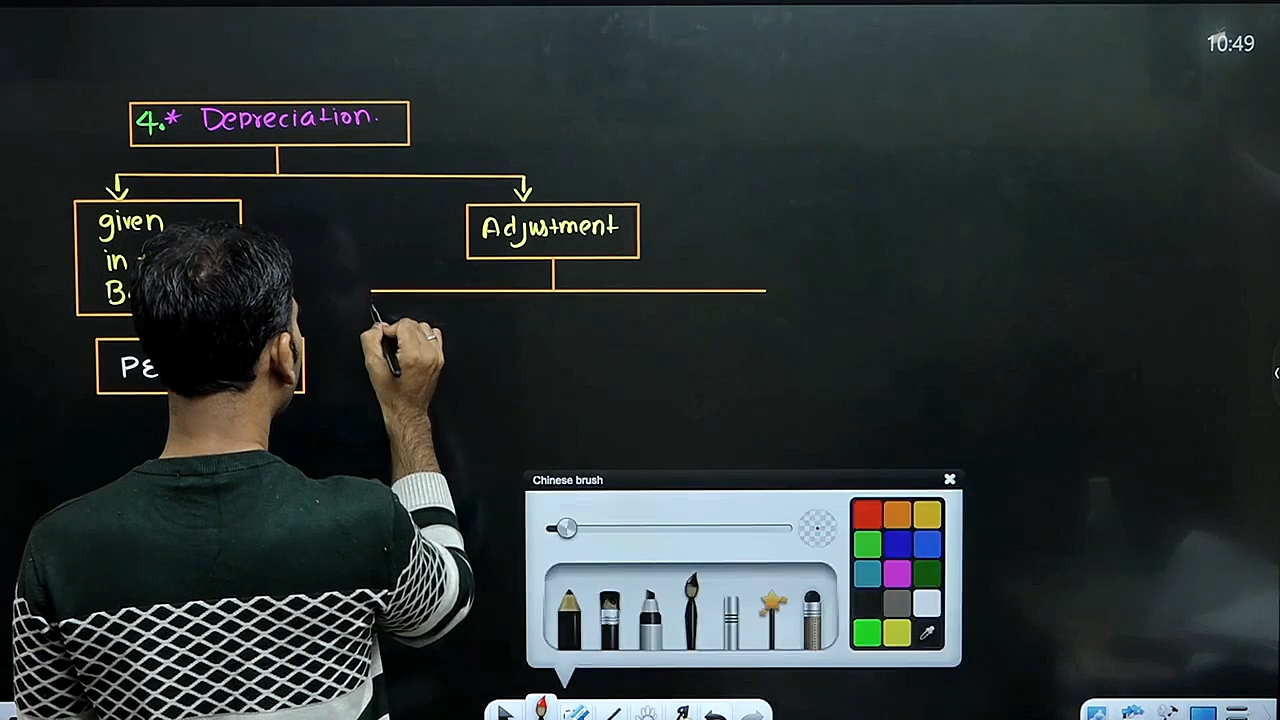 10:49
4.* Depreciation.
given
in
Adjustment
Chinese brush